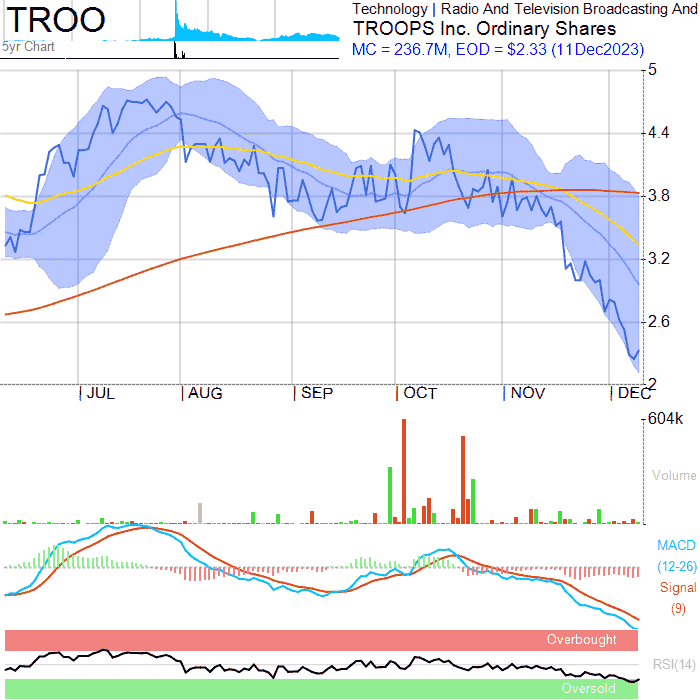 TROO
5yr Chart
Technology | Radio And Television Broadcasting And
TROOPS Inc. Ordinary Shares
MC = 236.7M, EOD = $2.33 (11Dec2023)
5
4.4
3.8
3.2
2.6
2
JUL AUG SEP OCT NOV DEC
604k
Volume
MACD
(12-26)
Signal
(9)
Overbought
RSI(14)
Oversold